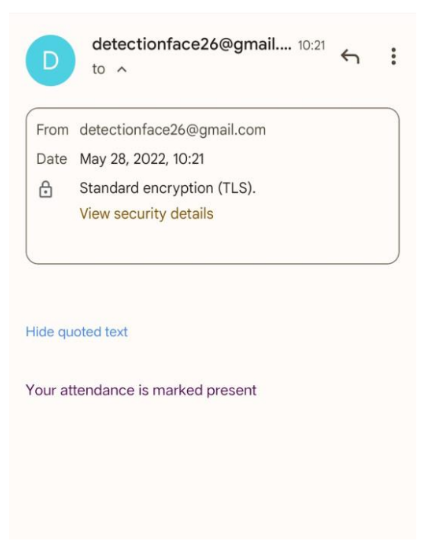 D
detectionface26@gmail.... 10:21
to
From detectionface26@gmail.com
Date May 28, 2022, 10:21
Standard encryption (TLS).
View security details
Hide quoted text
Your attendance is marked present